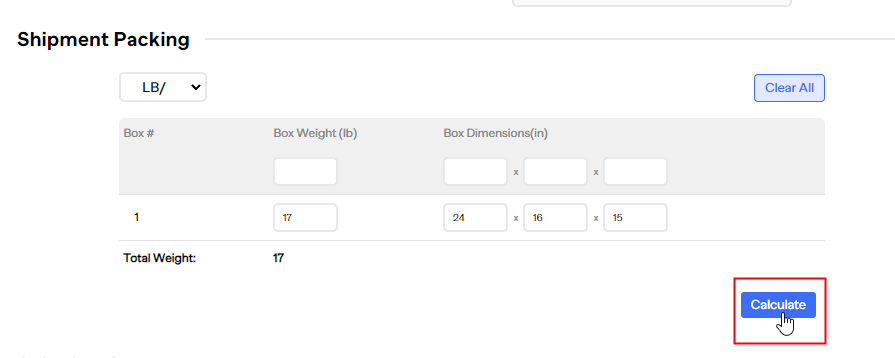 Shipment Packing
LB/
Clear All
Box # Box Weight (lb) Box Dimensions(in)
x x
1 17 24 x 16 x 15
Total Weight: 17
Calculate